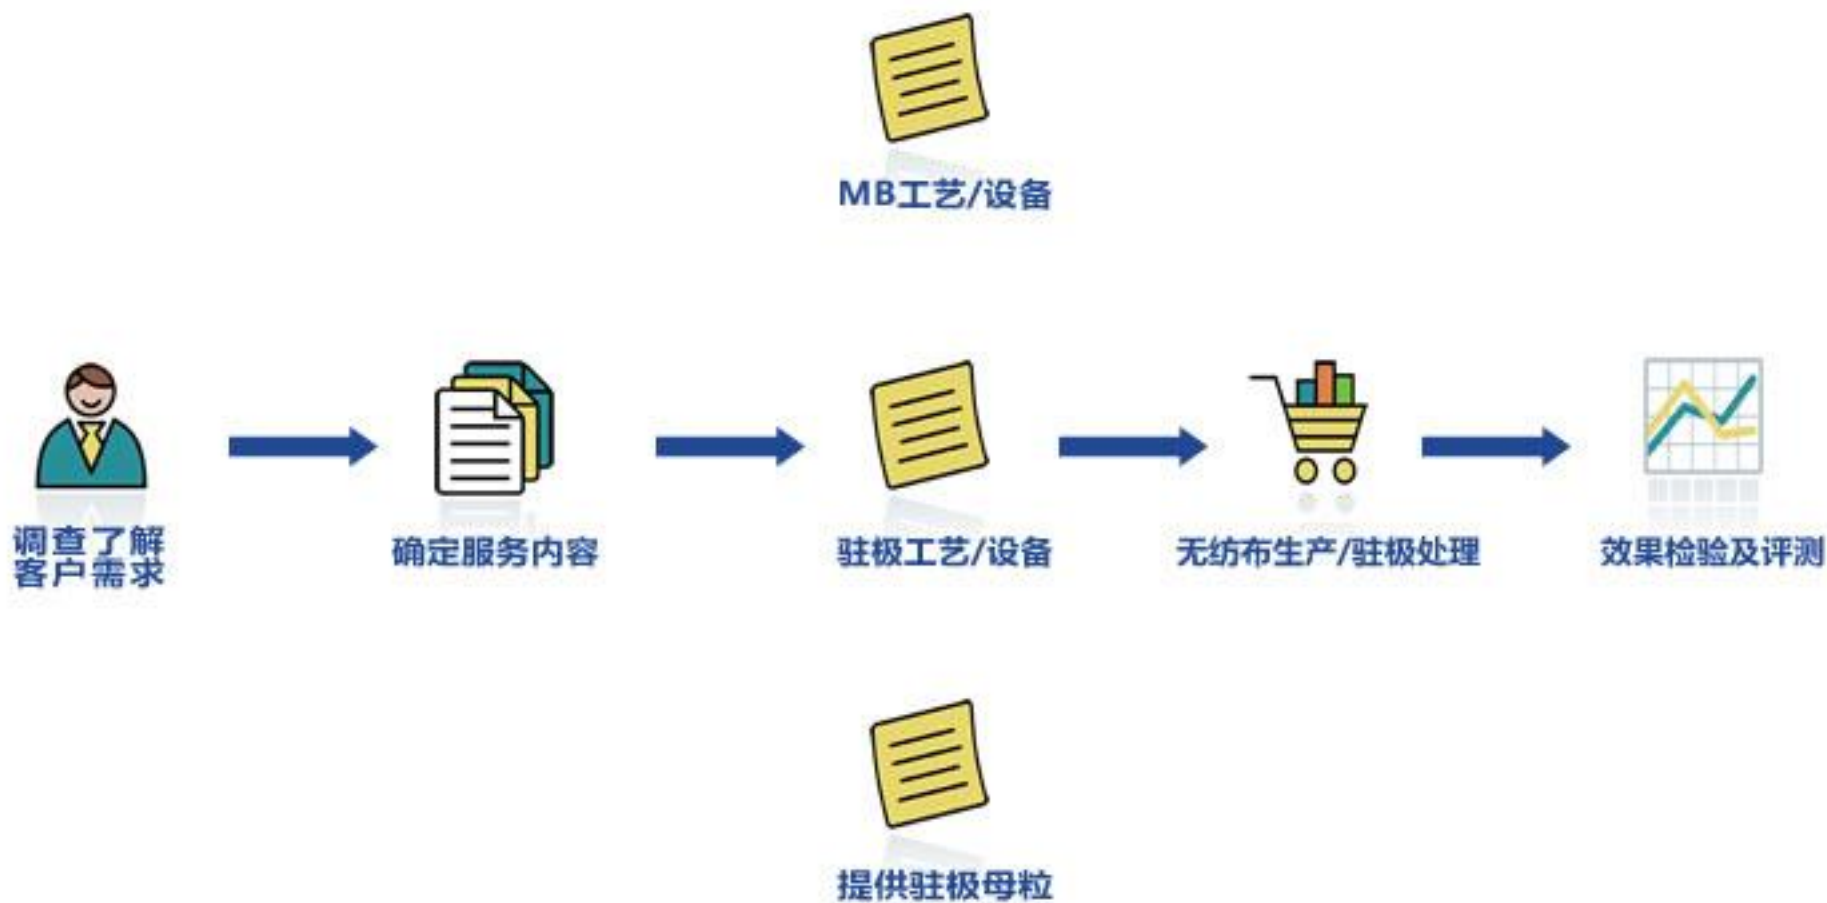 MB工艺/设备
调查了解
客户需求
确定服务内容
驻极工艺/设备
无纺布生产/驻极处理
效果检验及评测
提供驻极母粒